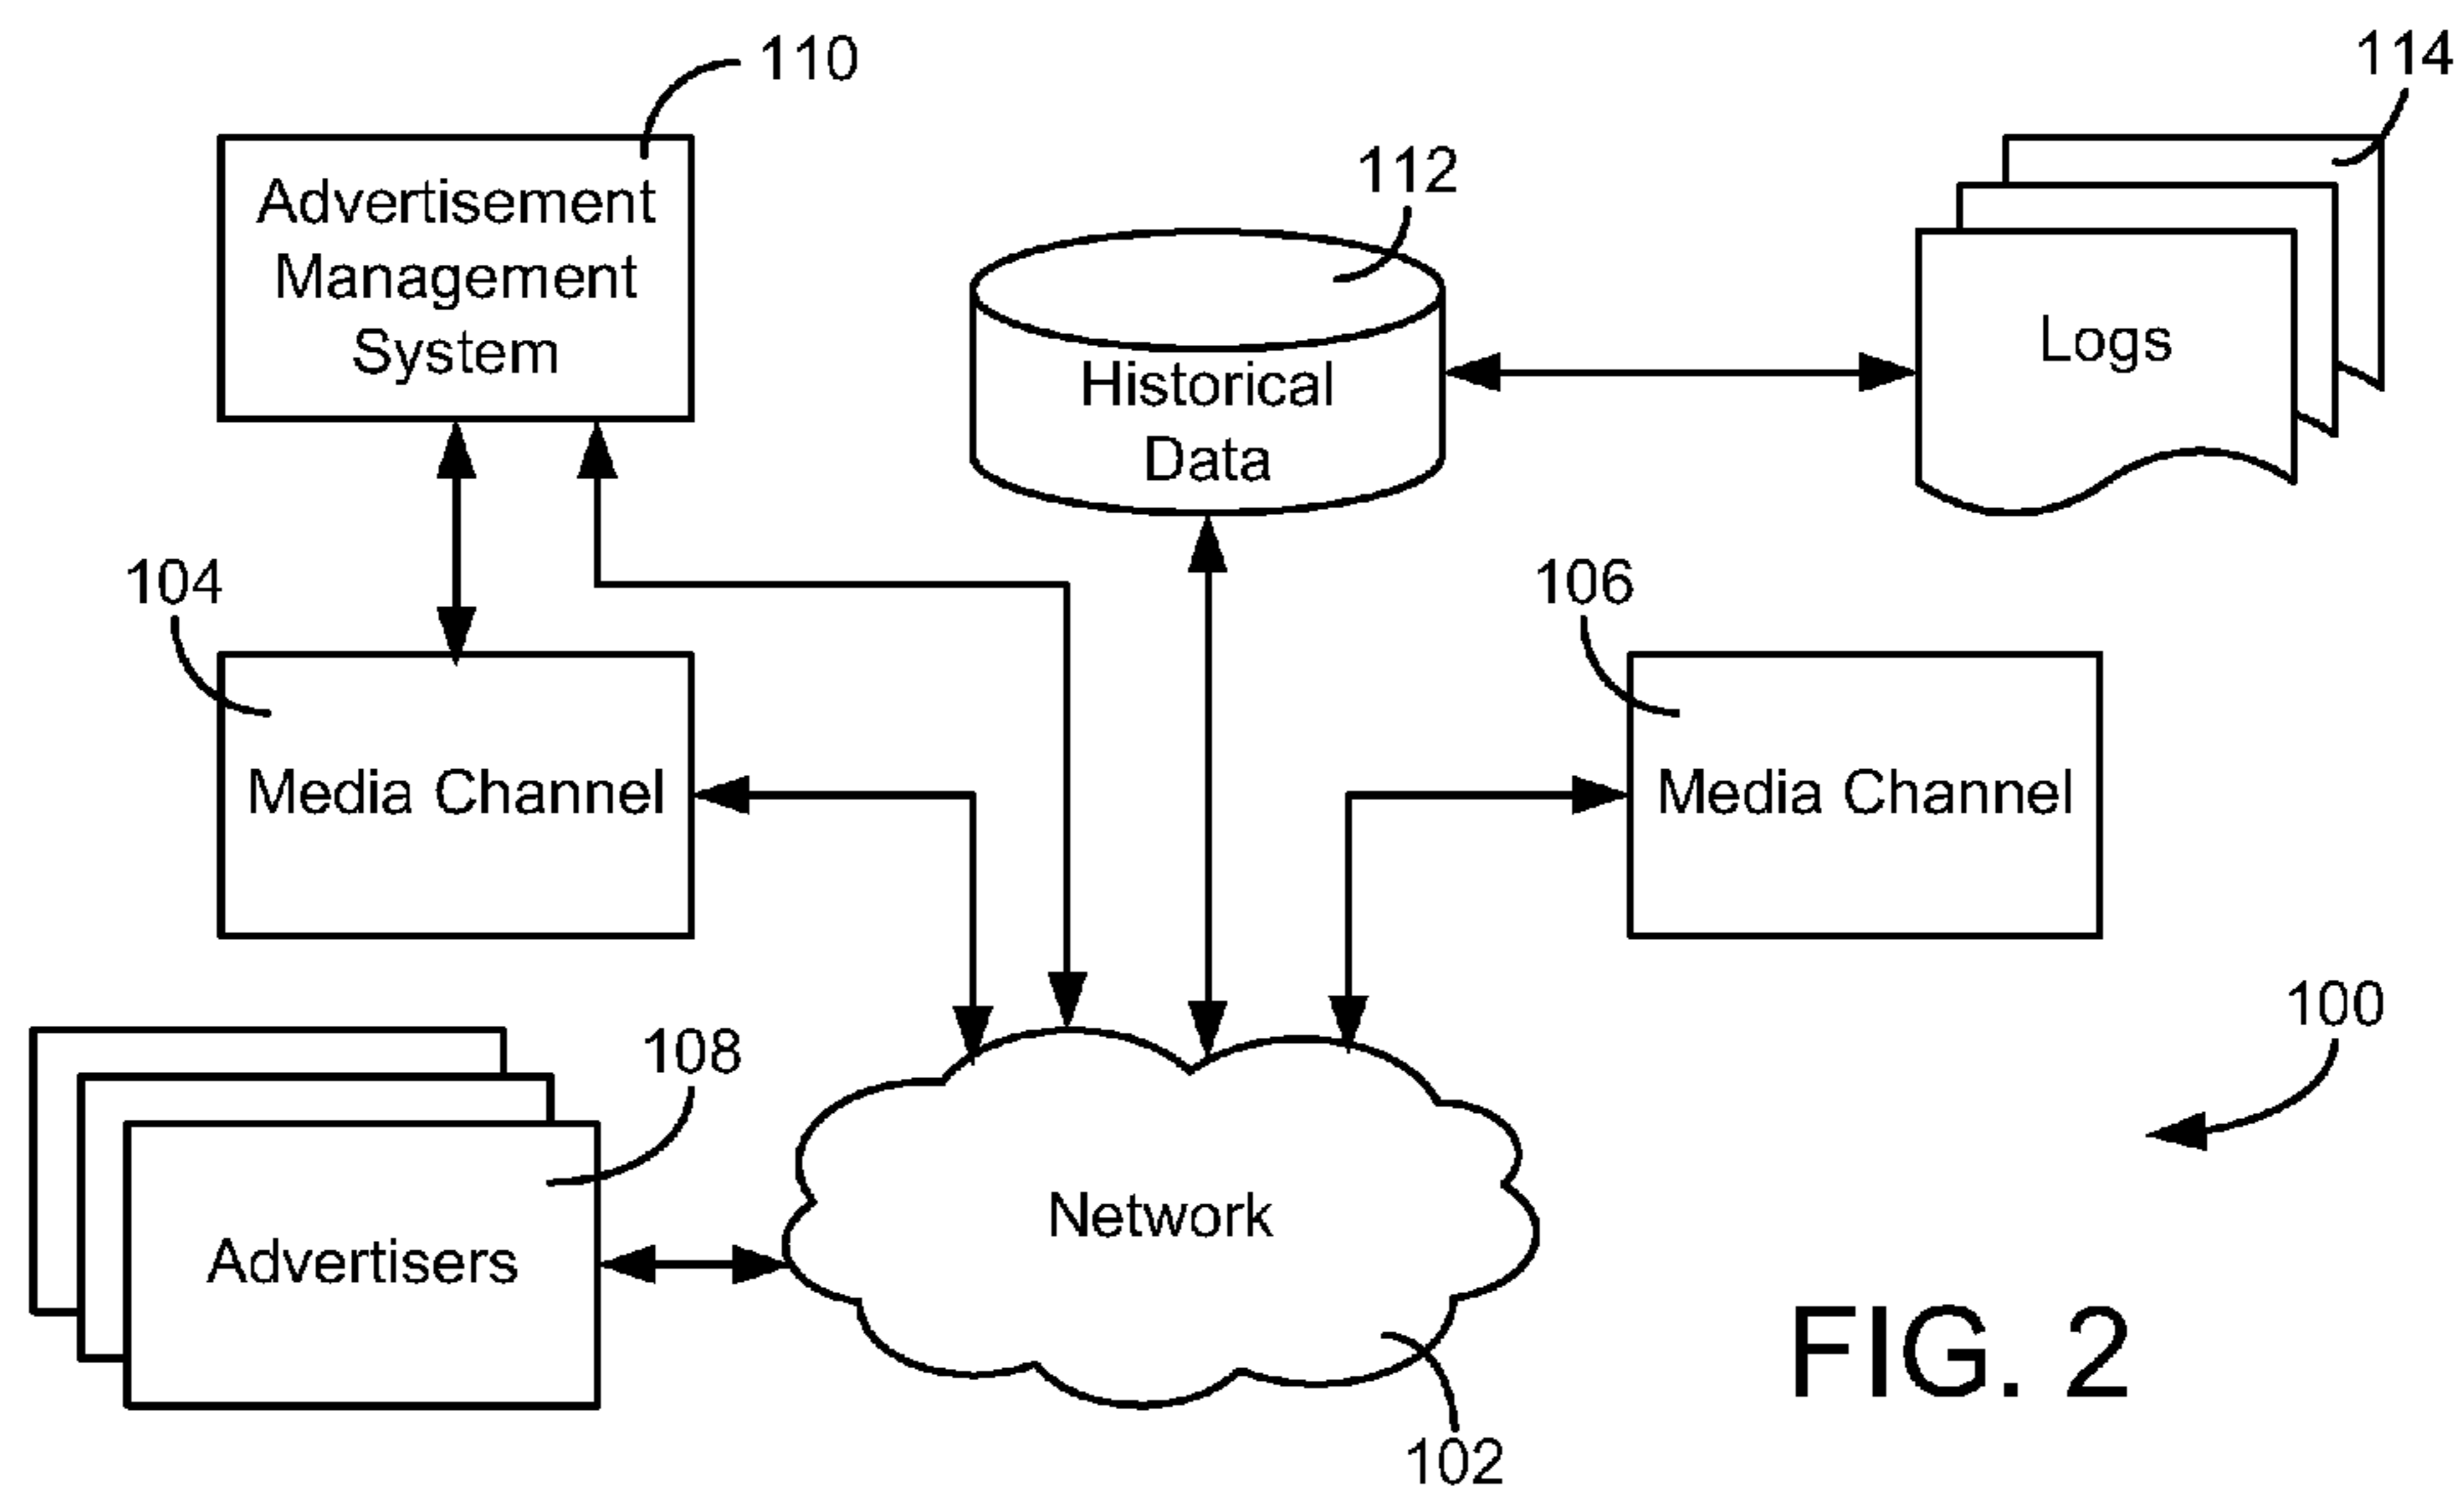 110
114
Advertisement
Management
System
112
Historical
Data
Logs
104
106
Media Channel
Media Channel
100
108
Advertisers
Network
FIG. 2
102